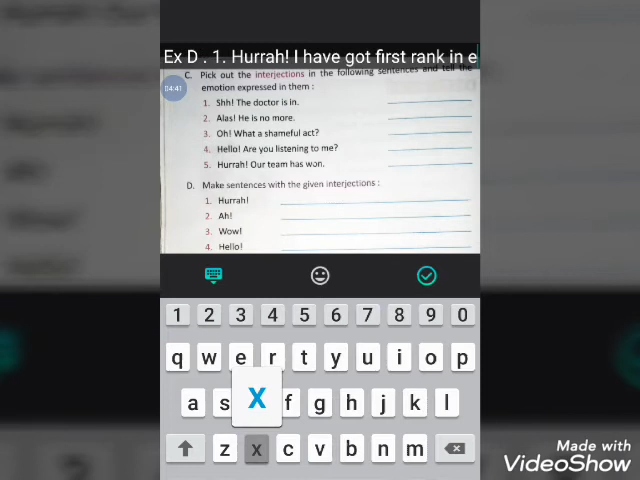 Ex D . 1. Hurrah! I have got first rank in e
C. Pick out the interjections in the following sentences and tell the
04:41
emotion expressed in them :
1. Shh! The doctor is in.
2. Alas! He is no more.
3. Oh! What a shameful act?
4. Hello! Are you listening to me?
5. Hurrah! Our team has won.
D. Make sentences with the given interjections :
1. Hurrah!
2. Ah!
3. Wow!
4. Hello!
1 2 3 4 5 6 7 8 9 0
q w e r t y u i o p
a s X f g h j k l
z x c v b n m
Made with
VideoShow